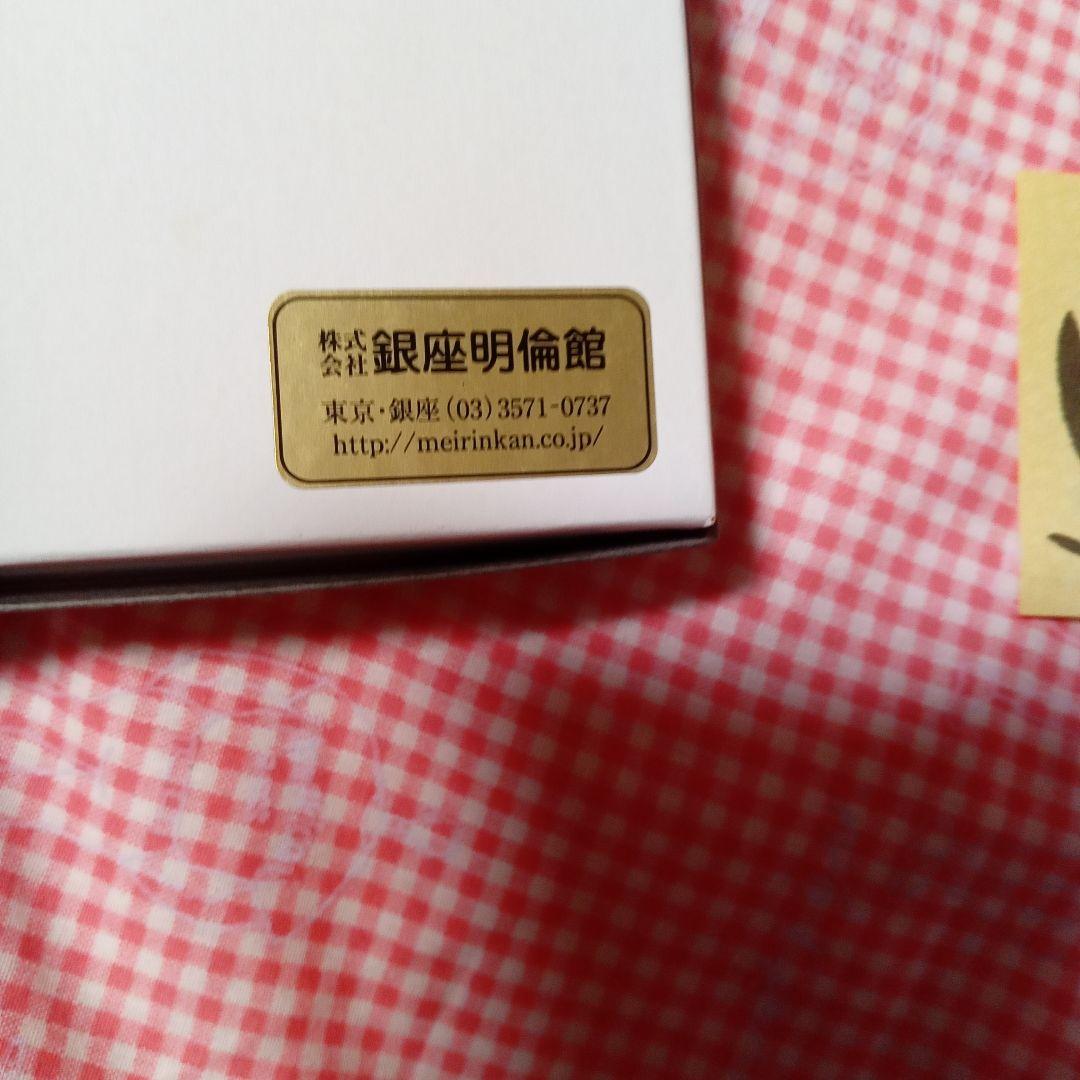 株式会社 銀座明倫館
東京・銀座(03)3571-0737
http://meirinkan.co.jp/